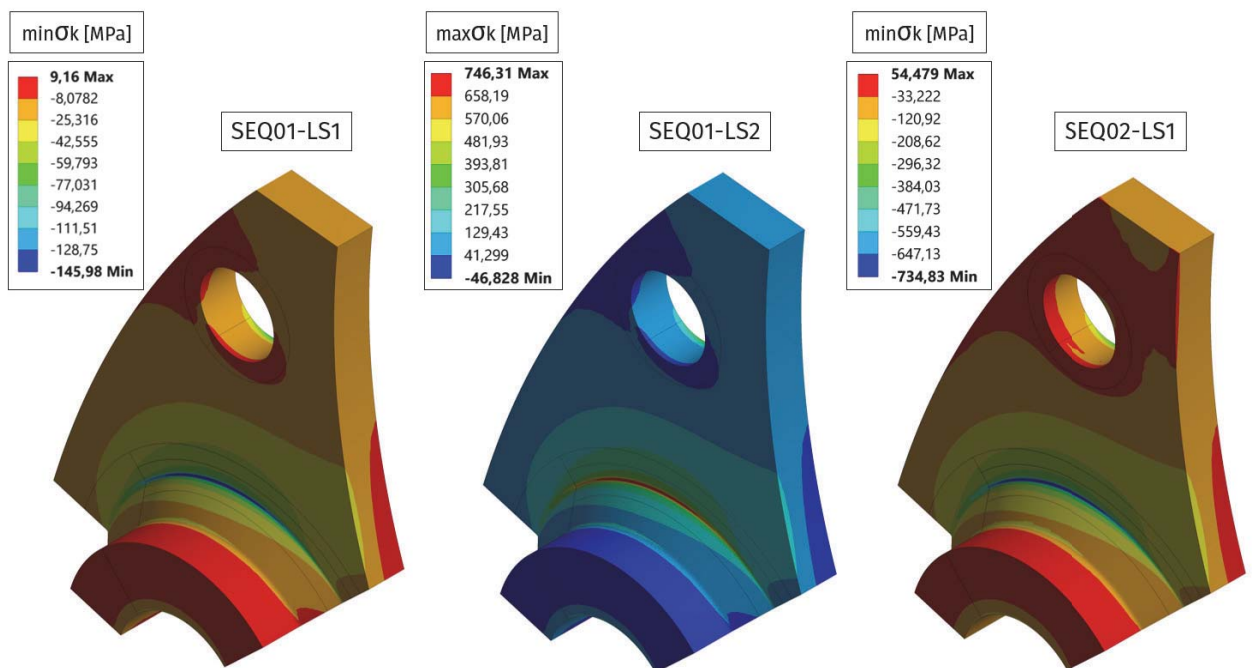 minσk [MPa]
9,16 Max
-8,0782
-25,316
-42,555
-59,793
-77,031
-94,269
-111,51
-128,75
-145,98 Min
SEQ01-LS1
maxσk [MPa]
746,31 Max
658,19
570,06
481,93
393,81
305,68
217,55
129,43
41,299
-46,828 Min
SEQ01-LS2
minσk [MPa]
54,479 Max
-33,222
-120,92
-208,62
-296,32
-384,03
-471,73
-559,43
-647,13
-734,83 Min
SEQ02-LS1